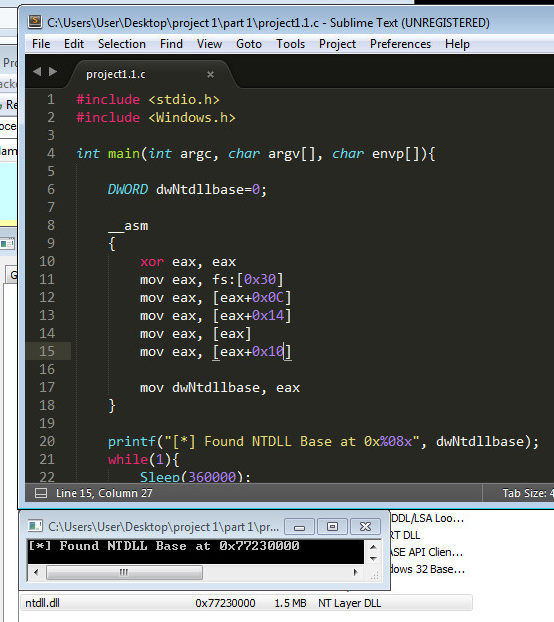 C:\Users\User\Desktop\project 1\part 1\project1.1.c - Sublime Text (UNREGISTERED)
File Edit Selection Find View Goto Tools Project Preferences Help
project1.1.c ×
1 #include <stdio.h>
2 #include <Windows.h>
3
4 int main(int argc, char argv[], char envp[]){
5
6 DWORD dwNtdllbase=0;
7
8 __asm
9 {
10 xor eax, eax
11 mov eax, fs:[0x30]
12 mov eax, [eax+0x0C]
13 mov eax, [eax+0x14]
14 mov eax, [eax]
15 mov eax, [eax+0x10]
16
17 mov dwNtdllbase, eax
18 }
19
20 printf("[*] Found NTDLL Base at 0x%08x", dwNtdllbase);
21 while(1){
22 Sleep(360000);
Line 15, Column 27 Tab Size: 4
C:\Users\User\Desktop\project 1\part 1\pr...
[*] Found NTDLL Base at 0x77230000
DDL/LSA Loo...
RT DLL
ASE API Clien...
dows 32 Base...
ntdll.dll 0x77230000 1.5 MB NT Layer DLL